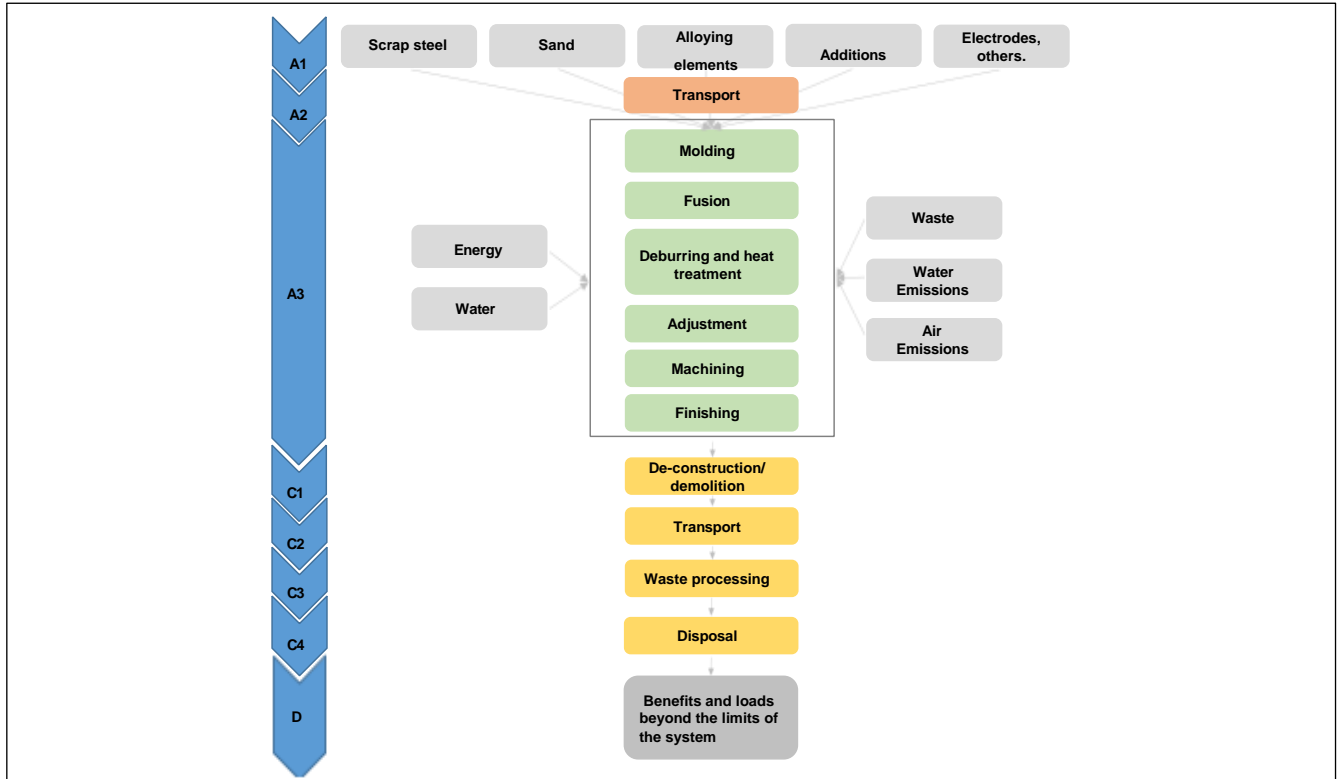 A1
Scrap steel
Sand
Alloying
elements
Additions
Electrodes,
others.
Transport
A2
Molding
Fusion
Deburring and heat
treatment
Adjustment
Machining
Finishing
Energy
Water
Waste
Water
Emissions
Air
Emissions
A3
C1
De-construction/
demolition
C2
Transport
C3
Waste processing
C4
Disposal
D
Benefits and loads
beyond the limits of
the system